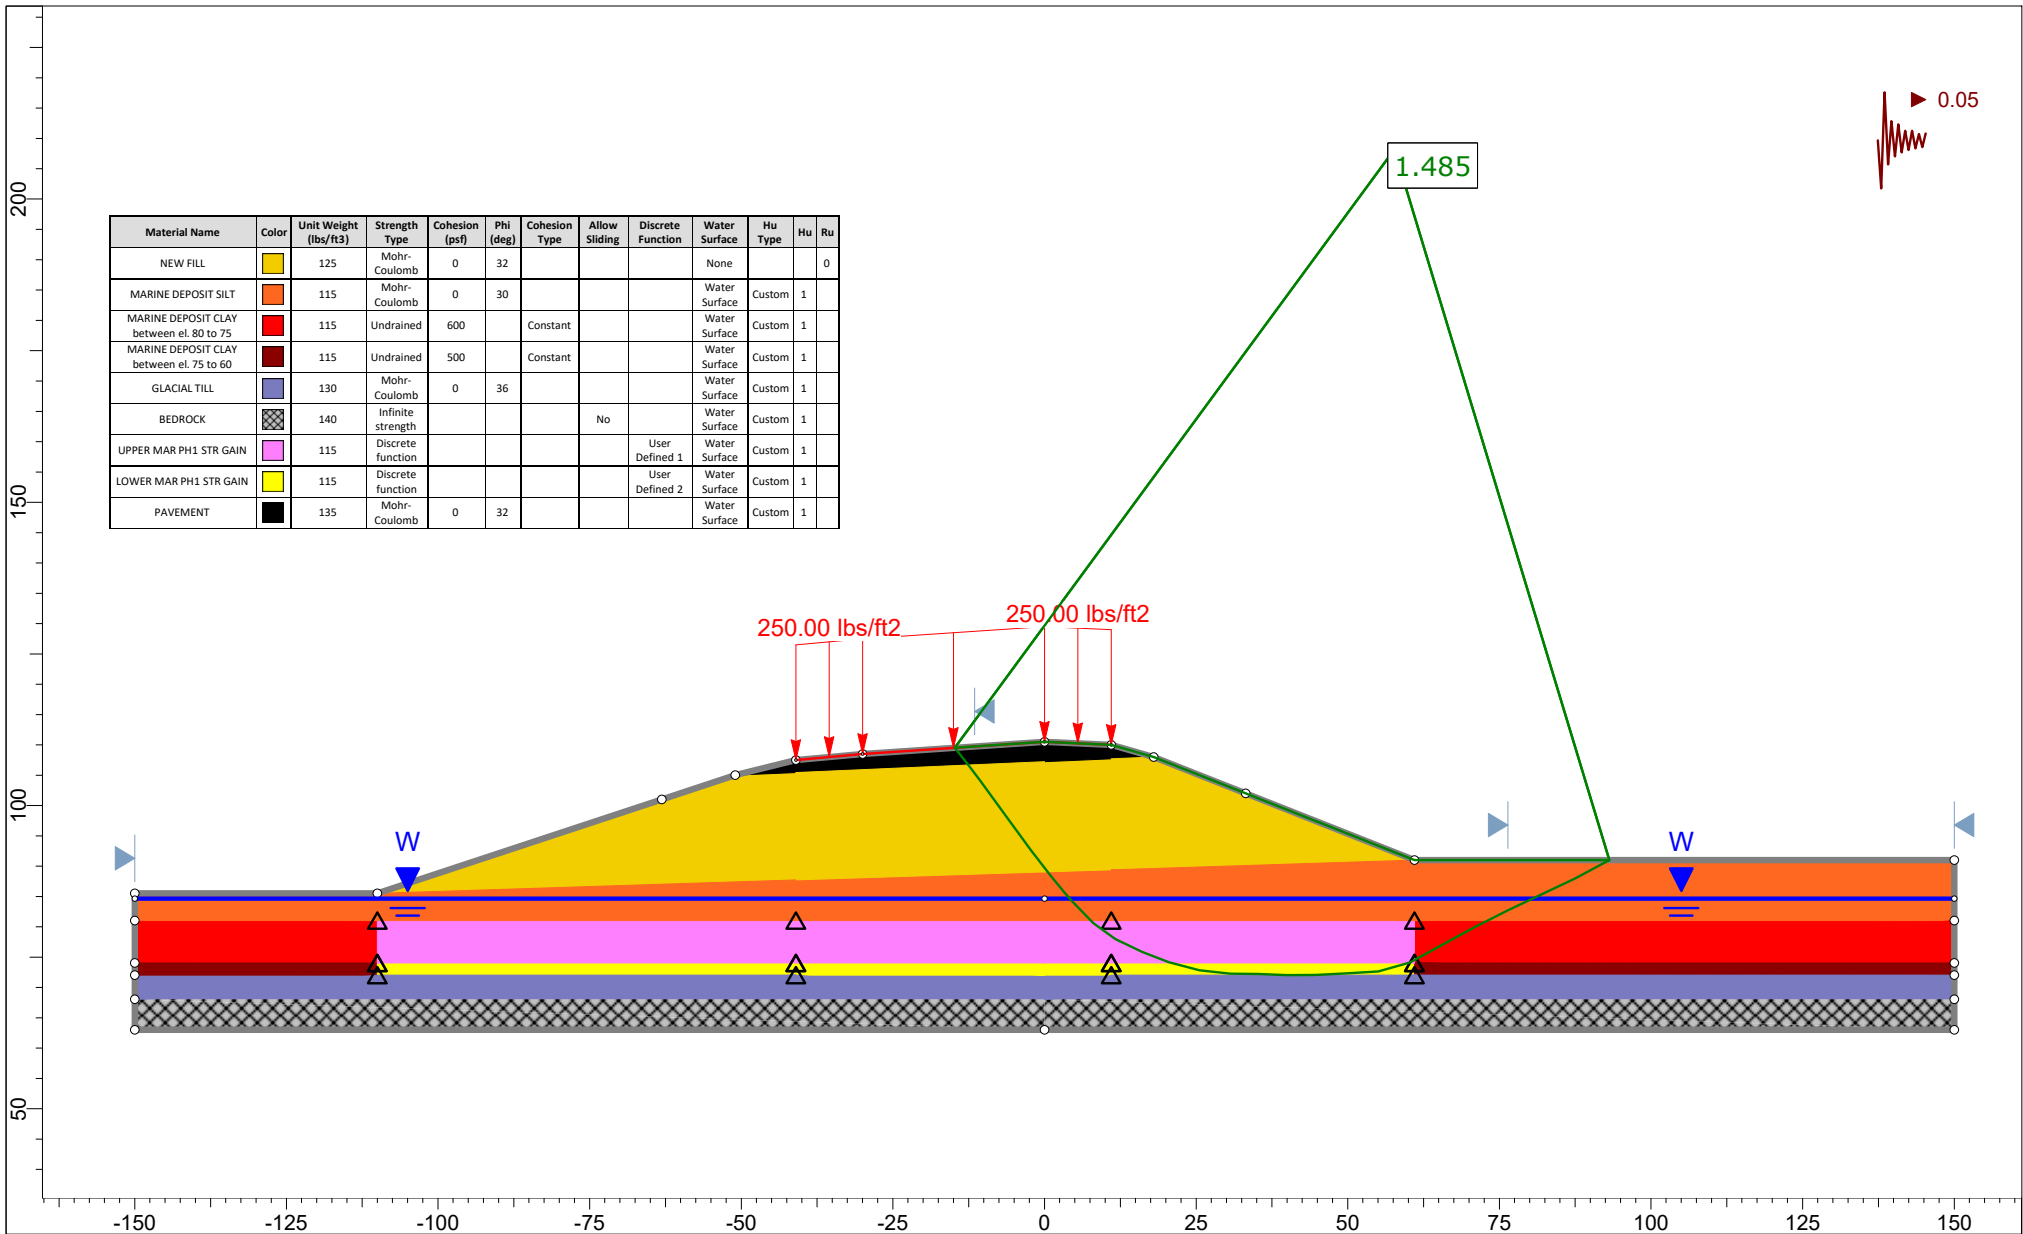 0.05
1.485
200
150
100
50
Material Name Color Unit Weight (lbs/ft3) Strength Type Cohesion (psf) Phi (deg) Cohesion Type Allow Sliding Discrete Function Water Surface Hu Type Hu Ru
NEW FILL 125 Mohr-Coulomb 0 32 None 0
MARINE DEPOSIT SILT 115 Mohr-Coulomb 0 30 Water Surface Custom 1
MARINE DEPOSIT CLAY between el. 80 to 75 115 Undrained 600 Constant Water Surface Custom 1
MARINE DEPOSIT CLAY between el. 75 to 60 115 Undrained 500 Constant Water Surface Custom 1
GLACIAL TILL 130 Mohr-Coulomb 0 36 Water Surface Custom 1
BEDROCK 140 Infinite strength No Water Surface Custom 1
UPPER MAR PH1 STR GAIN 115 Discrete function User Defined 1 Water Surface Custom 1
LOWER MAR PH1 STR GAIN 115 Discrete function User Defined 2 Water Surface Custom 1
PAVEMENT 135 Mohr-Coulomb 0 32 Water Surface Custom 1
250.00 lbs/ft2
250.00 lbs/ft2
W
W
-150 -125 -100 -75 -50 -25 0 25 50 75 100 125 150